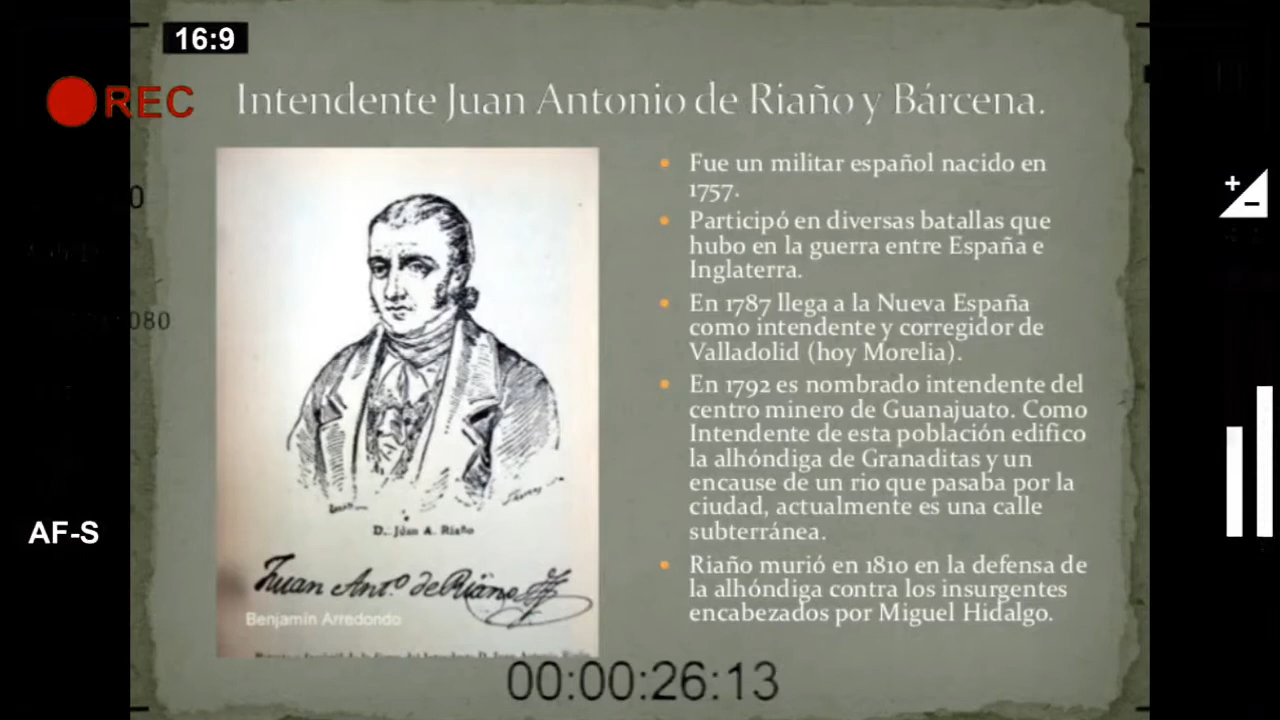 16:9
REC
Intendente Juan Antonio de Riaño y Bárcena.
Fue un militar español nacido en
1757.
Participó en diversas batallas que
hubo en la guerra entre España e
Inglaterra.
En 1787 llega a la Nueva España
como intendente y corregidor de
Valladolid (hoy Morelia).
En 1792 es nombrado intendente del
centro minero de Guanajuato. Como
Intendente de esta población edifico
la alhóndiga de Granaditas y un
encause de un rio que pasaba por la
ciudad, actualmente es una calle
subterránea.
Riaño murió en 1810 en la defensa de
la alhóndiga contra los insurgentes
encabezados por Miguel Hidalgo.
D. Juan A. Riaño
Juan Anto. de Riaño
Benjamín Arredondo
0
080
AF-S
00:00:26:13